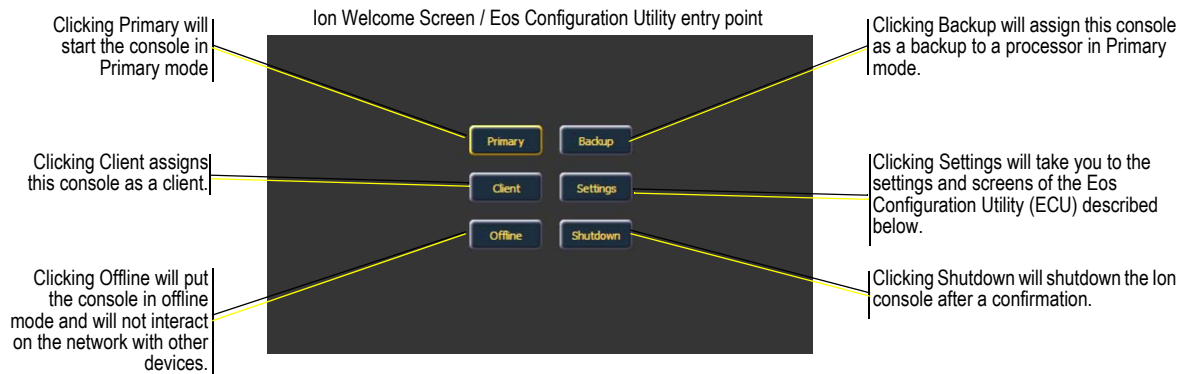 Ion Welcome Screen / Eos Configuration Utility entry point
Clicking Primary will
start the console in
Primary mode
Clicking Client assigns
this console as a client.
Clicking Offline will put
the console in offline
mode and will not interact
on the network with other
devices.
Primary
Backup
Client
Settings
Offline
Shutdown
Clicking Backup will assign this console
as a backup to a processor in Primary
mode.
Clicking Settings will take you to the
settings and screens of the Eos
Configuration Utility (ECU) described
below.
Clicking Shutdown will shutdown the Ion
console after a confirmation.